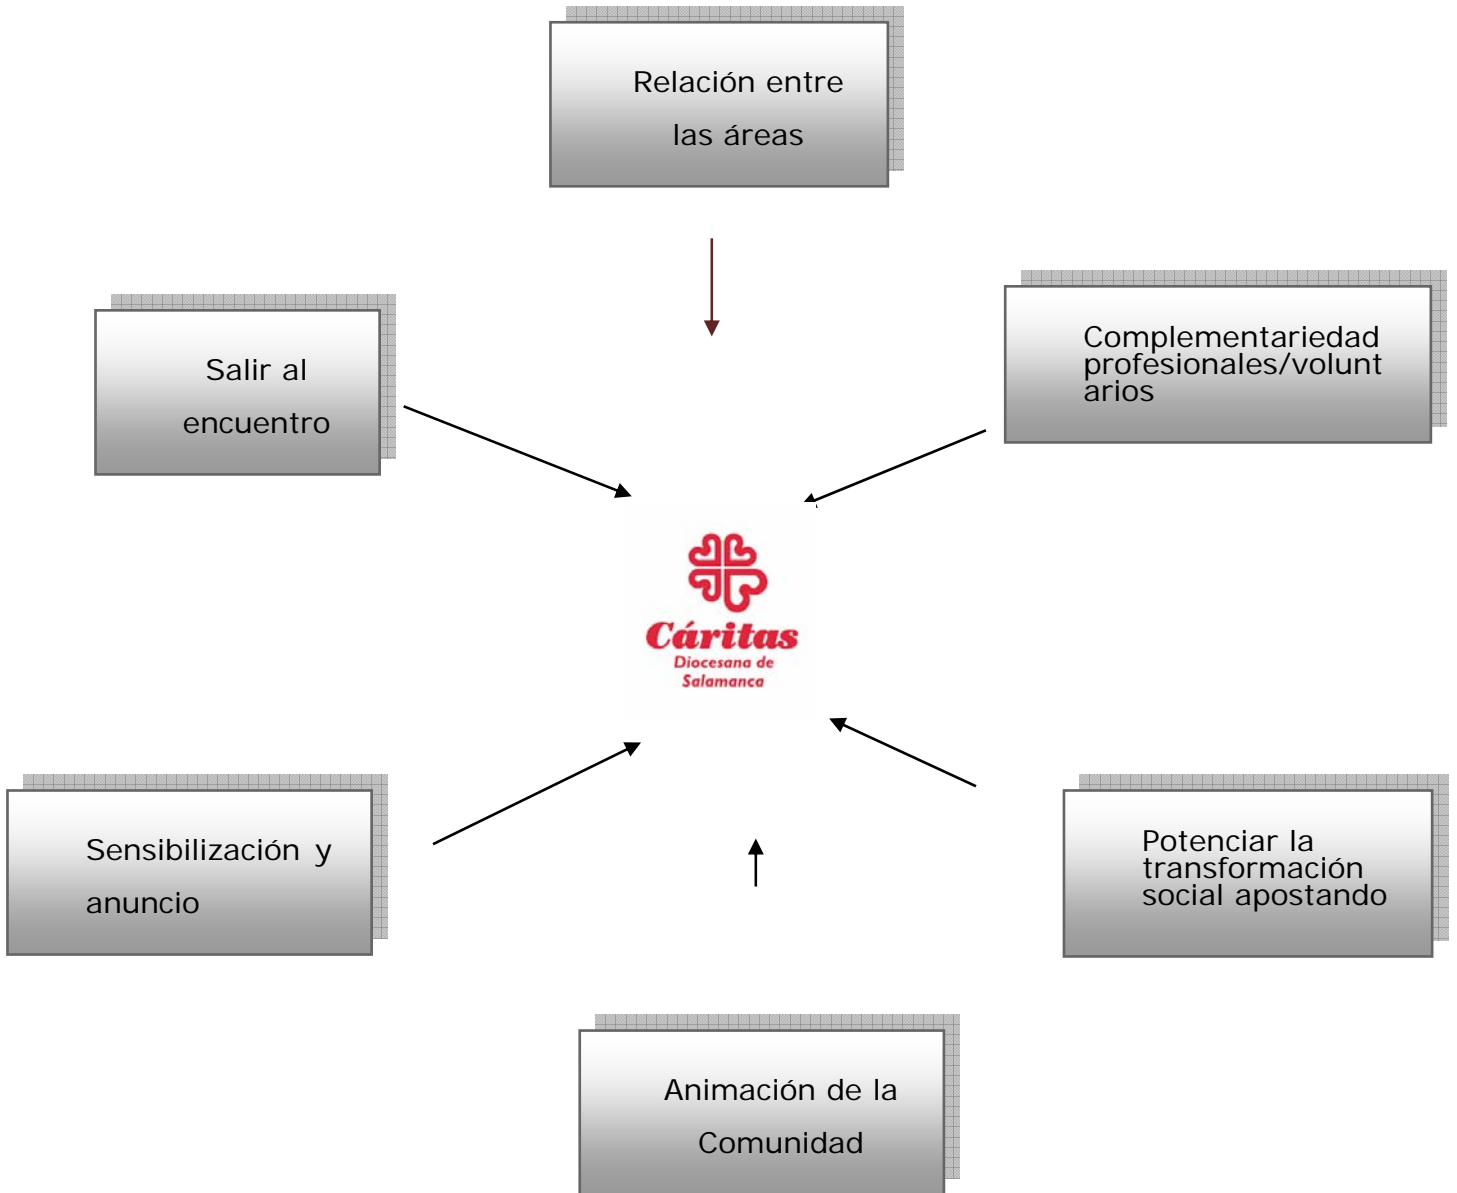 Relación entre
las áreas
Salir al
encuentro
Complementariedad
profesionales/volunt
arios
Cáritas
Diocesana de
Salamanca
Sensibilización y
anuncio
Potenciar la
transformación
social apostando
Animación de la
Comunidad